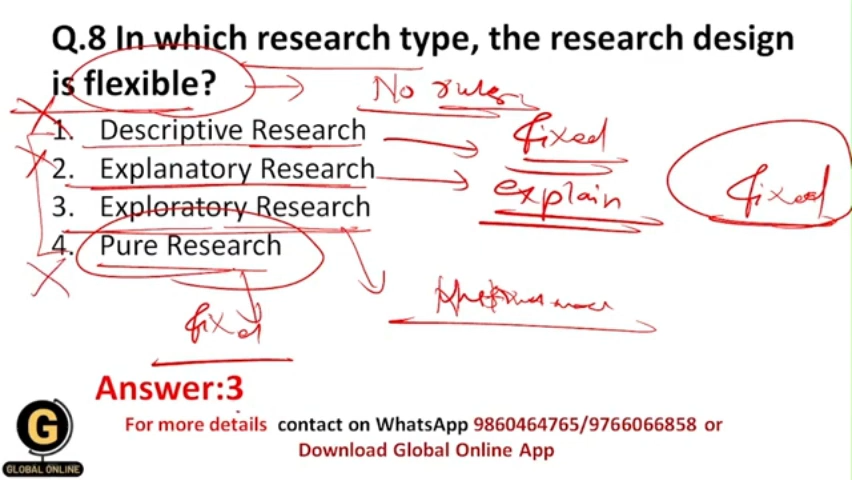 Q.8 In which research type, the research design
is flexible?
No rules
1. Descriptive Research
fixed
2. Explanatory Research
explain
fixed
3. Exploratory Research
4. Pure Research
fixed
Answer:3
For more details contact on WhatsApp 9860464765/9766066858 or
Download Global Online App
G
GLOBAL ONLINE